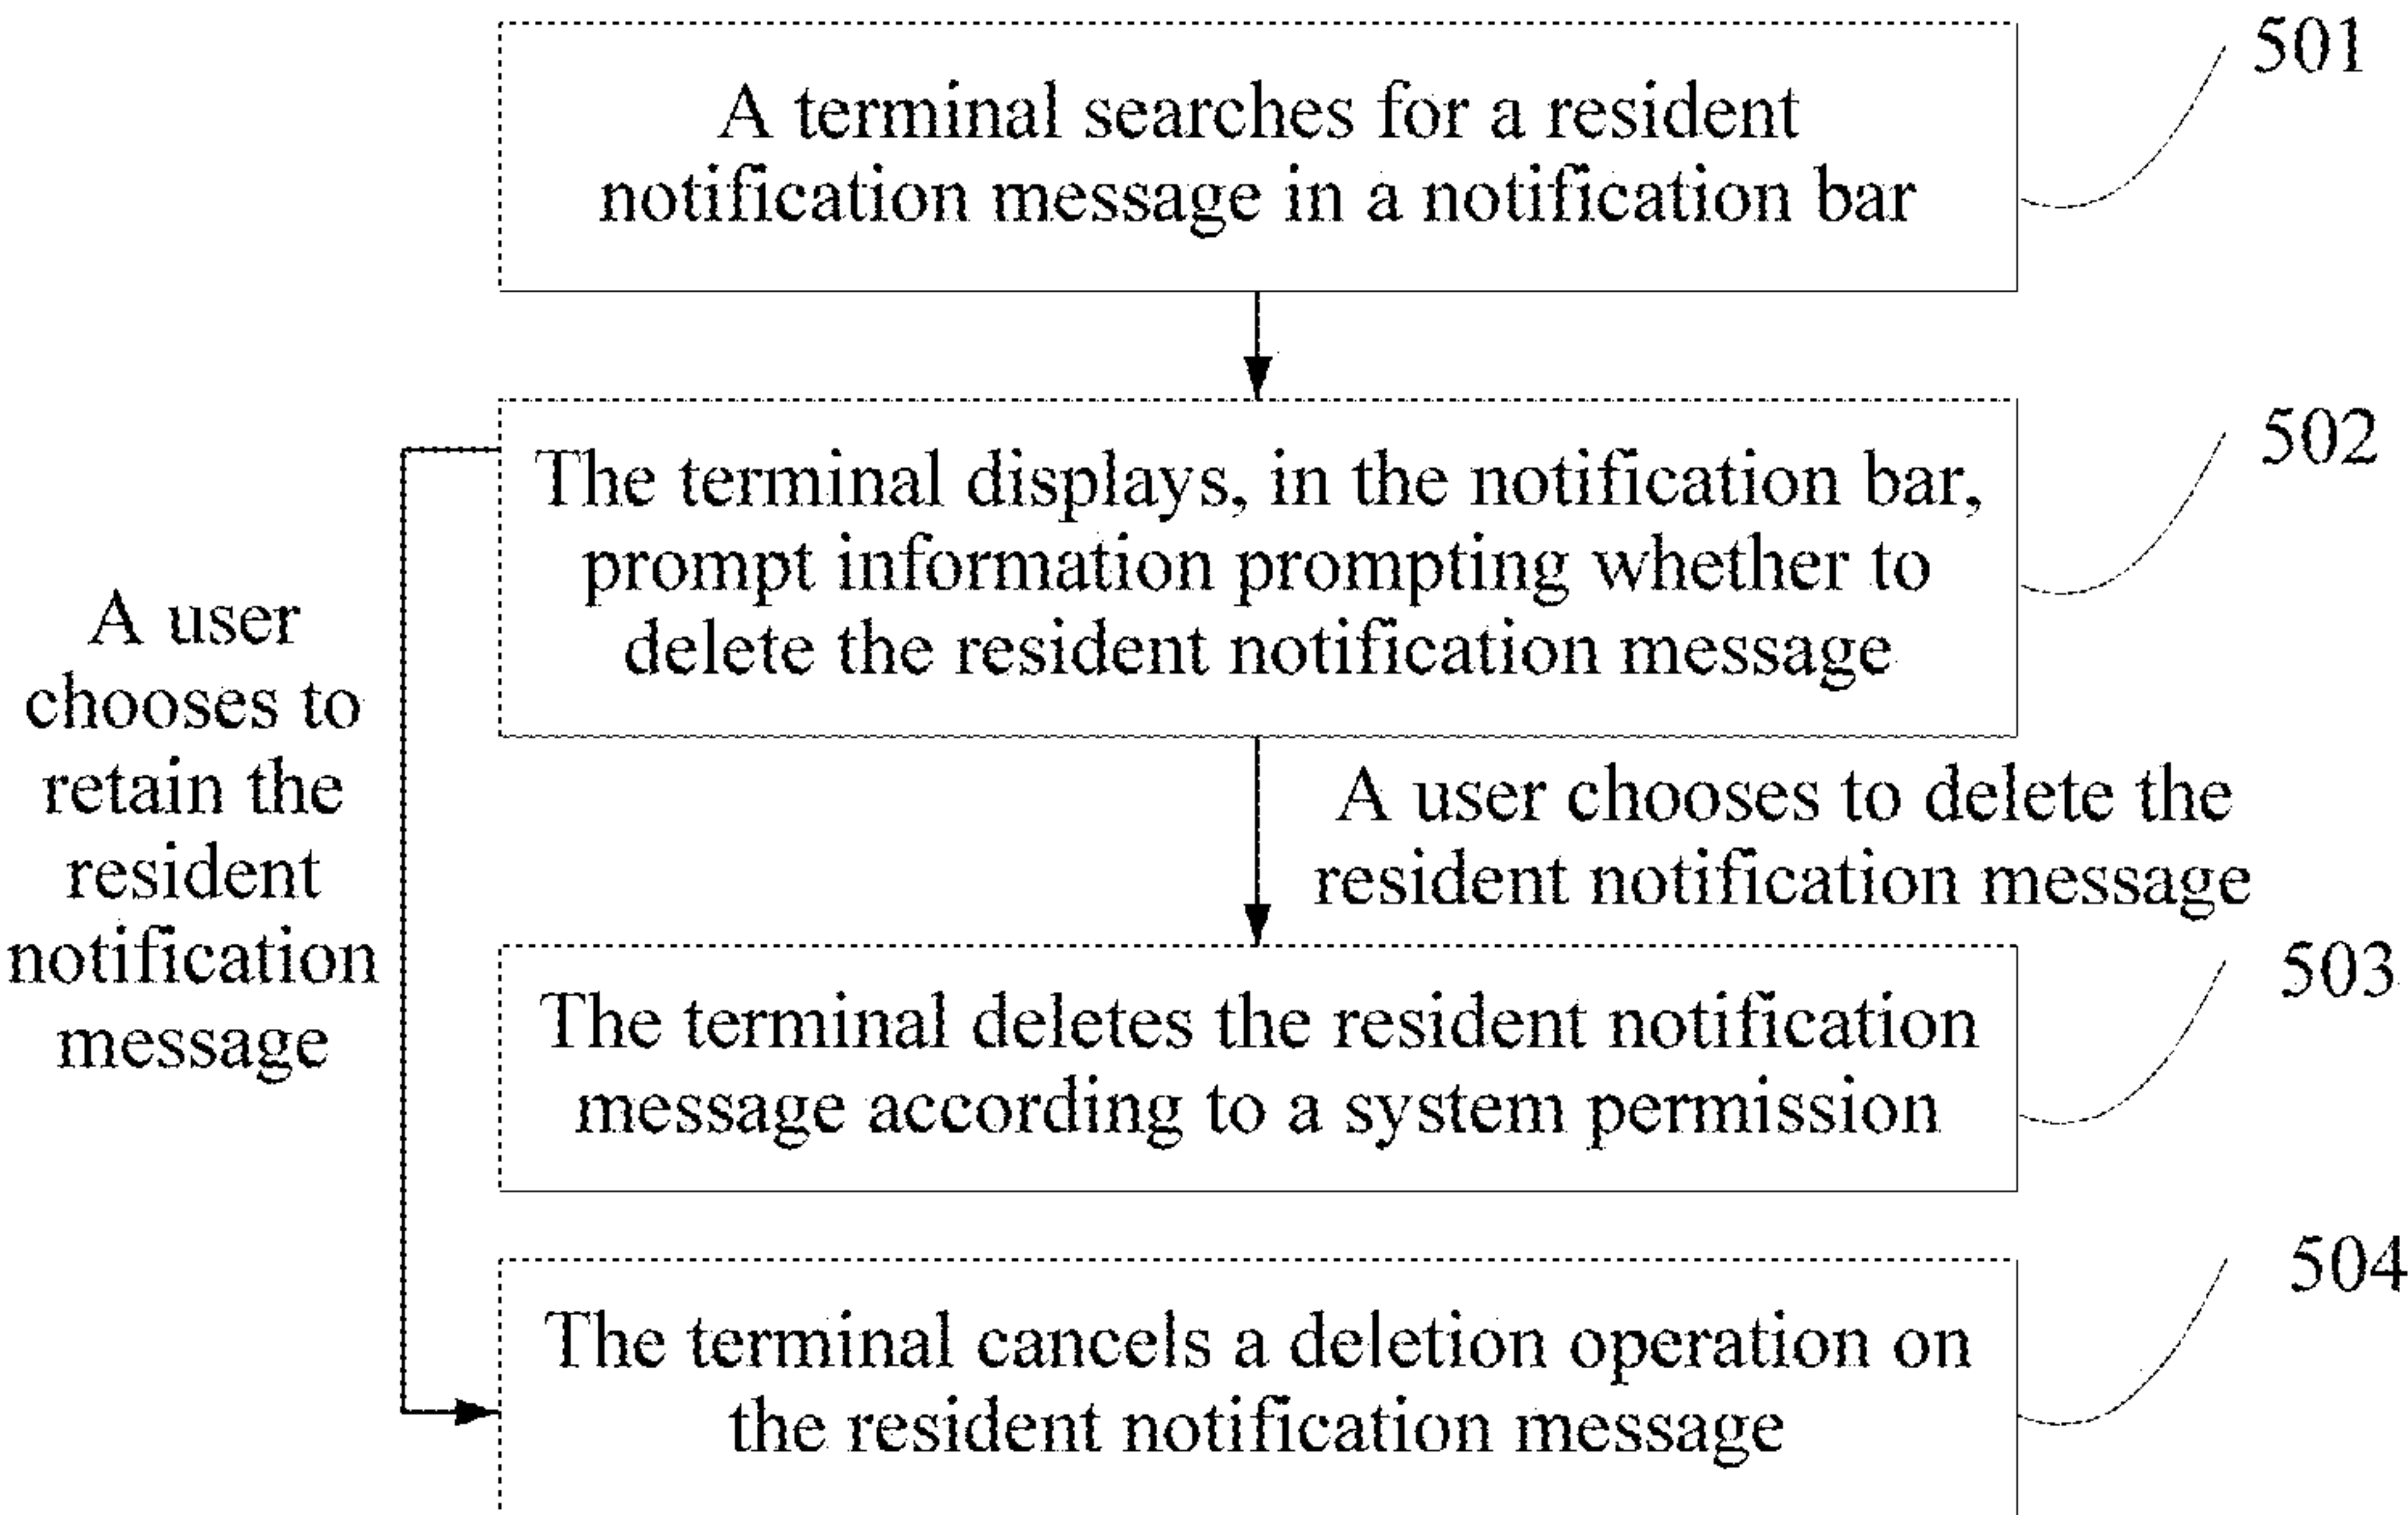 A terminal searches for a resident
notification message in a notification bar
501
The terminal displays, in the notification bar,
prompt information prompting whether to
delete the resident notification message
502
A user
chooses to
retain the
resident
notification
message
A user chooses to delete the
resident notification message
The terminal deletes the resident notification
message according to a system permission
503
The terminal cancels a deletion operation on
the resident notification message
504